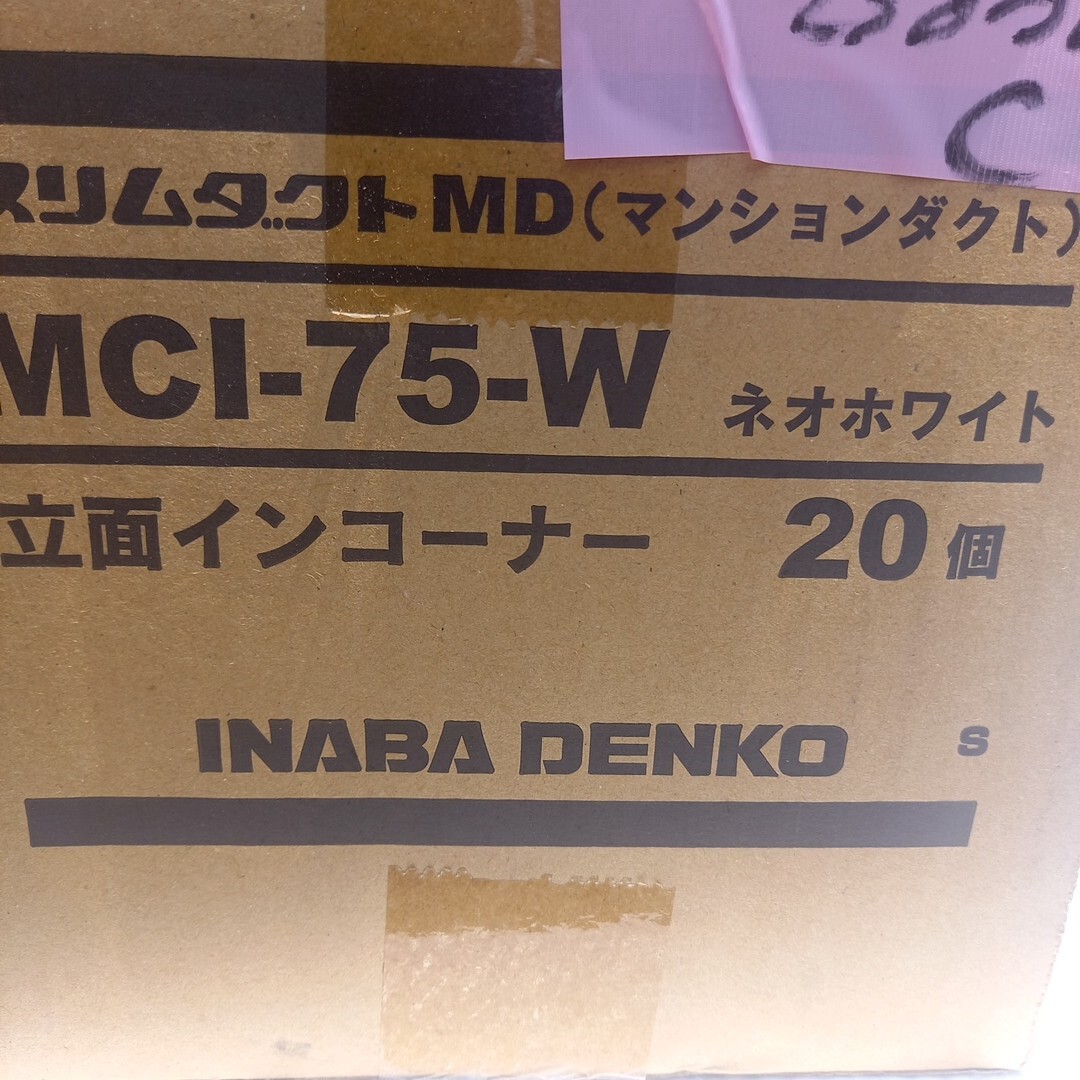 C
スリムダクトMD(マンションダクト)
MCI-75-W ネオホワイト
立面インコーナー 20個
INABA DENKO S